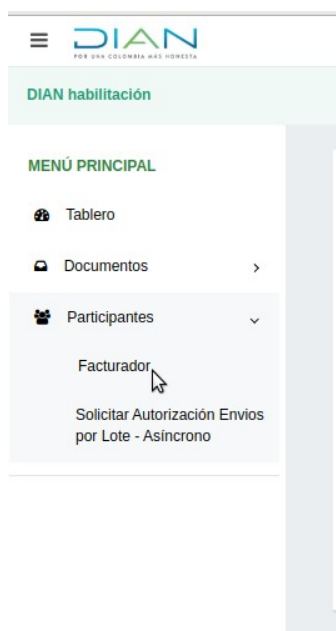 DIAN
POR UNA COLOMBIA MÁS HONESTA
DIAN habilitación
MENÚ PRINCIPAL
Tablero
Documentos
Participantes
Facturador
Solicitar Autorización Envios
por Lote - Asíncrono